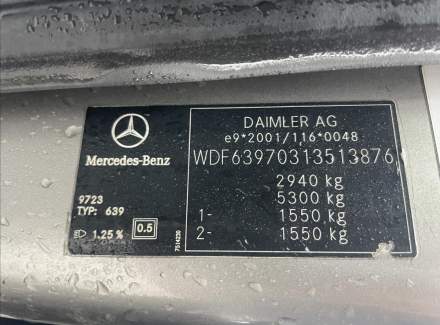 DAIMLER AG
e9*2001/116*0048
Mercedes-Benz
WDF63970313513876
2940 kg
5300 kg
1- 1550 kg
2- 1550 kg
9723
TYP: 639
1.25 %
0.5
7514230